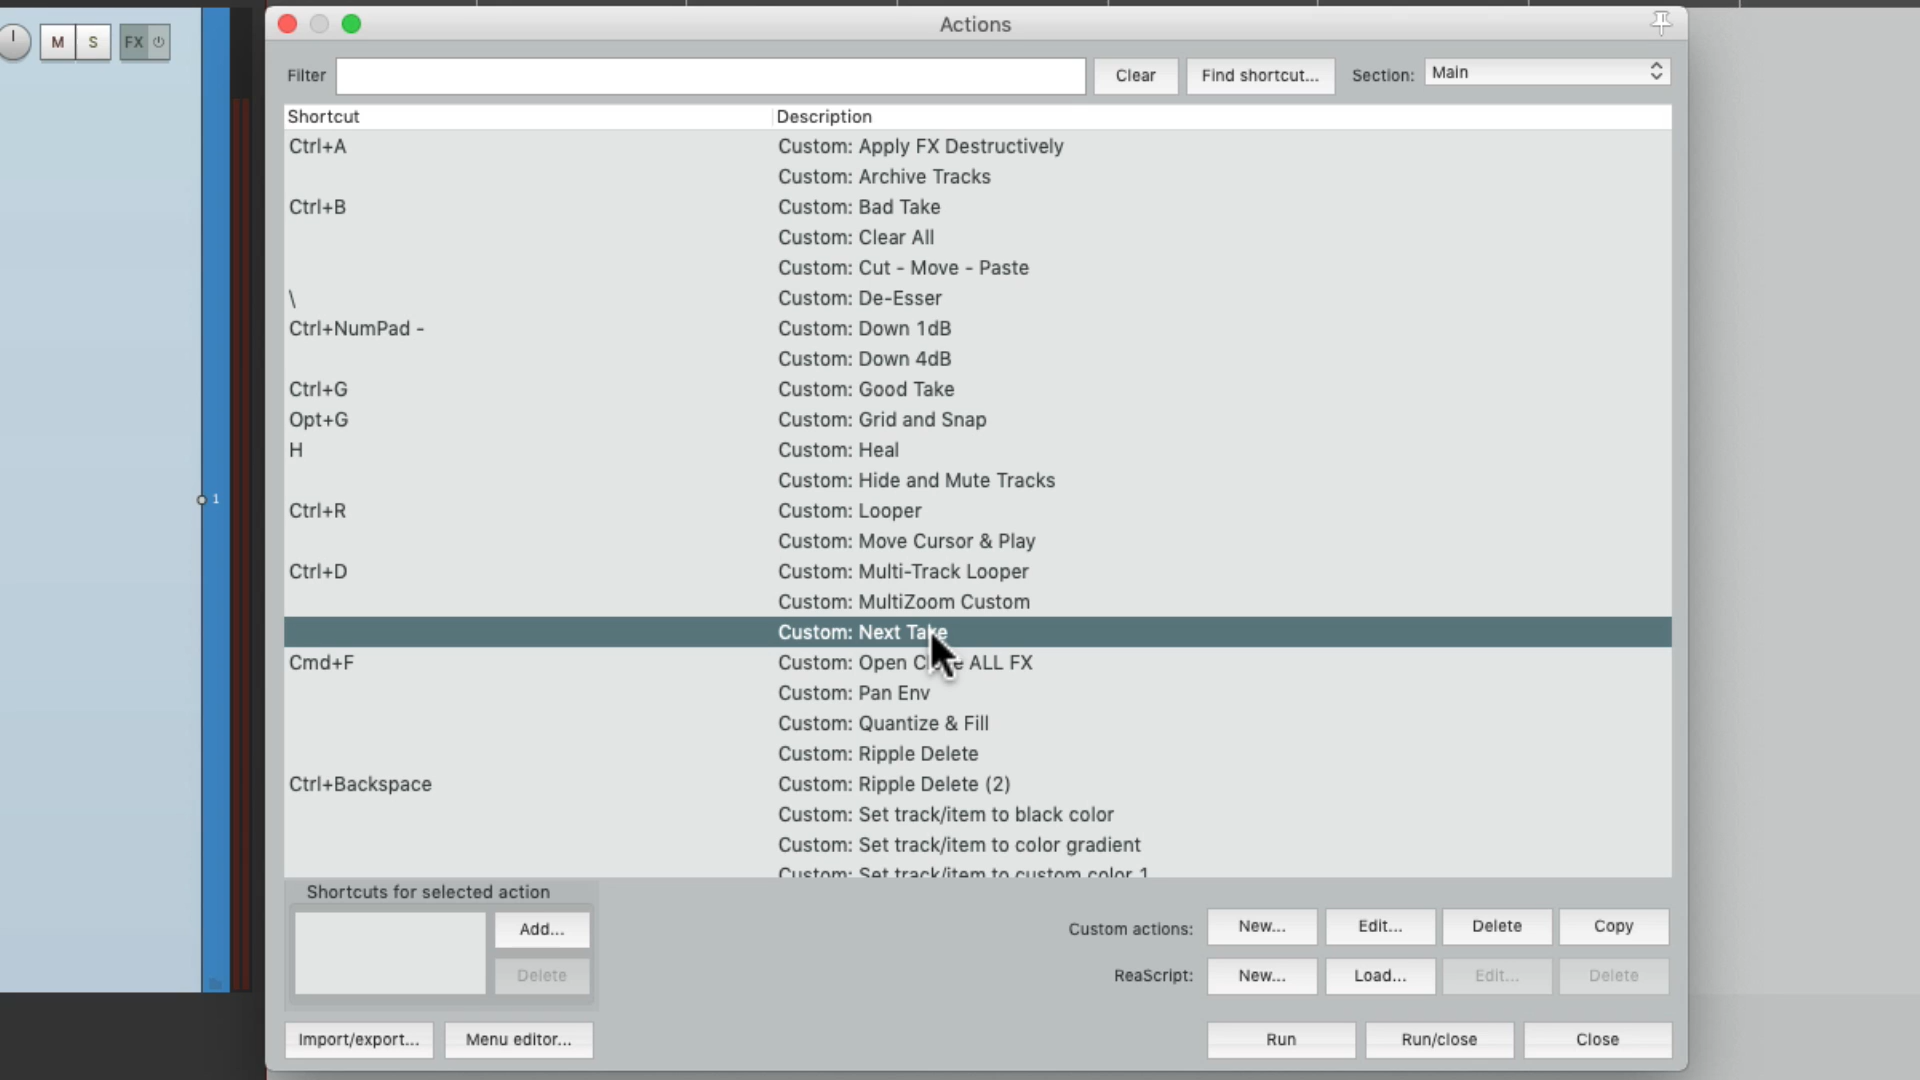 M S FX
Actions
Filter Clear Find shortcut... Section: Main
Shortcut Description
Ctrl+A Custom: Apply FX Destructively
Custom: Archive Tracks
Ctrl+B Custom: Bad Take
Custom: Clear All
Custom: Cut - Move - Paste
\ Custom: De-Esser
Ctrl+NumPad - Custom: Down 1dB
Custom: Down 4dB
Ctrl+G Custom: Good Take
Opt+G Custom: Grid and Snap
H Custom: Heal
Custom: Hide and Mute Tracks
1
Ctrl+R Custom: Looper
Custom: Move Cursor & Play
Ctrl+D Custom: Multi-Track Looper
Custom: MultiZoom Custom
Custom: Next Take
Cmd+F Custom: Open ALL FX
Custom: Pan Env
Custom: Quantize & Fill
Custom: Ripple Delete
Ctrl+Backspace Custom: Ripple Delete (2)
Custom: Set track/item to black color
Custom: Set track/item to color gradient
Custom: Set track/item to custom color 1
Shortcuts for selected action
Add...
Delete
Custom actions: New... Edit... Delete Copy
ReaScript: New... Load... Edit... Delete
Import/export... Menu editor... Run Run/close Close